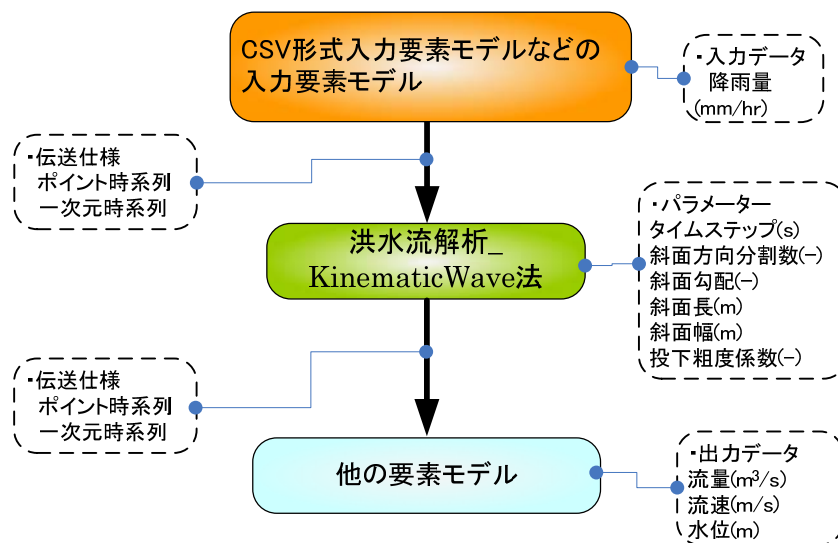 CSV形式入力要素モデルなどの
入力要素モデル
・入力データ
降雨量
(mm/hr)
・伝送仕様
ポイント時系列
一次元時系列
洪水流解析_
KinematicWave法
・パラメーター
タイムステップ(s)
斜面方向分割数(-)
斜面勾配(-)
斜面長(m)
斜面幅(m)
投下粗度係数(-)
・伝送仕様
ポイント時系列
一次元時系列
他の要素モデル
・出力データ
流量(m³/s)
流速(m/s)
水位(m)